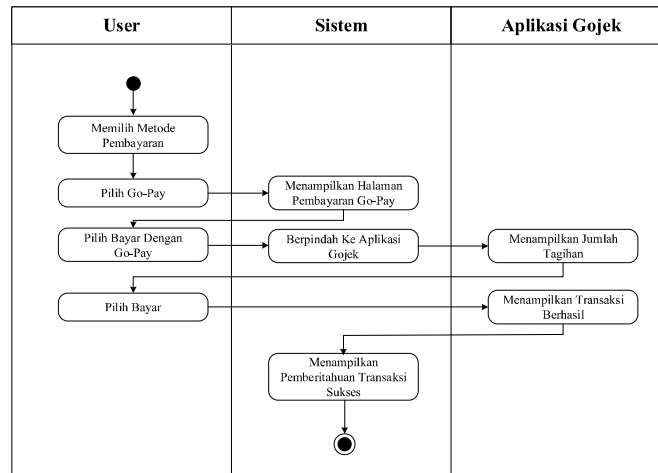 User
Sistem
Aplikasi Gojek
Memilih Metode
Pembayaran
Pilih Go-Pay
Menampilkan Halaman
Pembayaran Go-Pay
Pilih Bayar Dengan
Go-Pay
Berpindah Ke Aplikasi
Gojek
Menampilkan Jumlah
Tagihan
Pilih Bayar
Menampilkan Transaksi
Berhasil
Menampilkan
Pemberitahuan Transaksi
Sukses